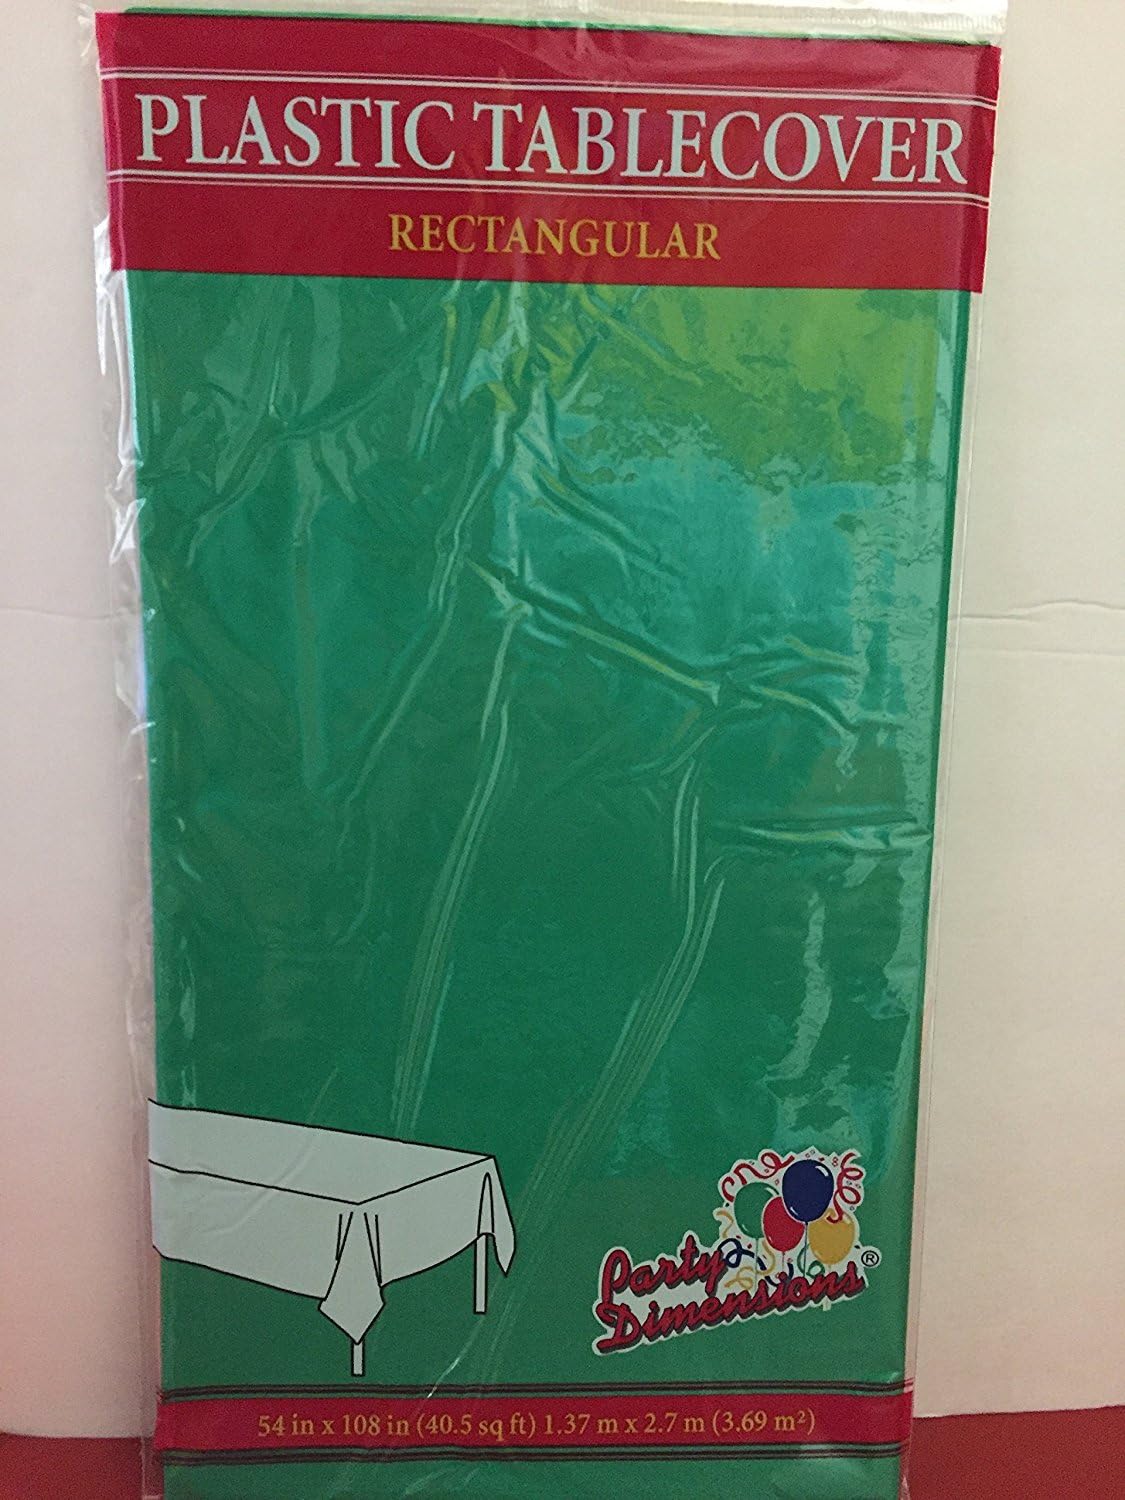 PLASTIC TABLECOVER
RECTANGULAR
Party
Dimensions®
54 in x 108 in (40.5 sq ft) 1.37 m x 2.7 m (3.69 m²)